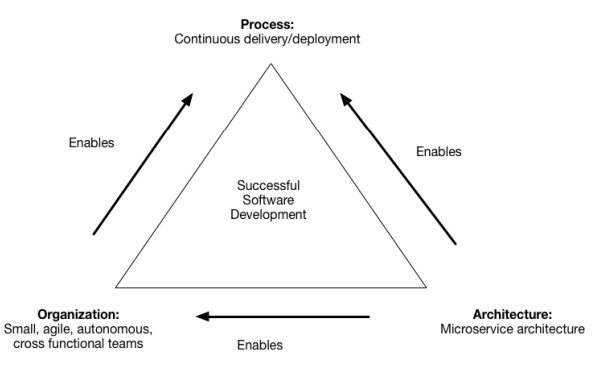 Process:
Continuous delivery/deployment
Enables
Enables
Successful
Software
Development
Organization:
Small, agile, autonomous,
cross functional teams
Architecture:
Microservice architecture
Enables